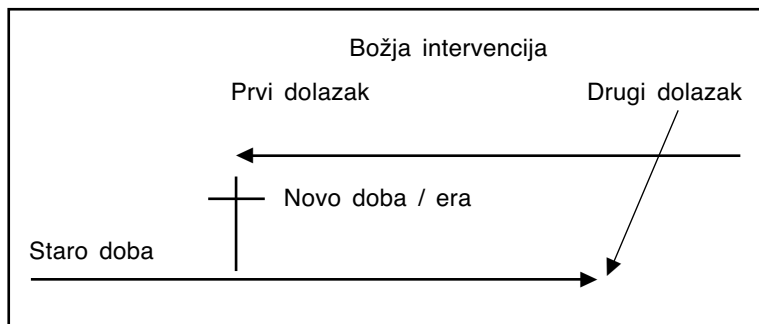 Božja intervencija
Prvi dolazak
Drugi dolazak
Novo doba / era
Staro doba